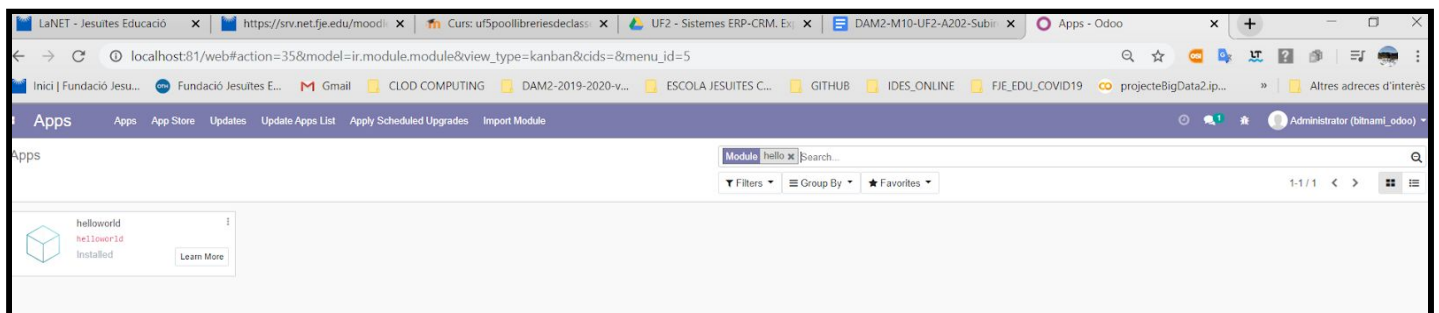 LaNET - Jesuïtes Educació
https://srv.net.fje.edu/moodl
Curs: uf5poollibreriesdeclass
UF2 - Sistemes ERP-CRM. Ex
DAM2-M10-UF2-A202-Subin
Apps - Odoo
localhost:81/web#action=35&model=ir.module.module&view_type=kanban&cids=&menu_id=5
Inici | Fundació Jesu... Fundació Jesuïtes E... Gmail CLOD COMPUTING DAM2-2019-2020-v... ESCOLA JESUITES C... GITHUB IDES_ONLINE FJE_EDU_COVID19 projecteBigData2.ip... » Altres adreces d'interès
Apps Apps App Store Updates Update Apps List Apply Scheduled Upgrades Import Module 1 Administrator (bitnami_odoo)
Apps
Module hello x Search...
Filters Group By Favorites 1-1 / 1
helloworld
helloworld
Installed
Learn More